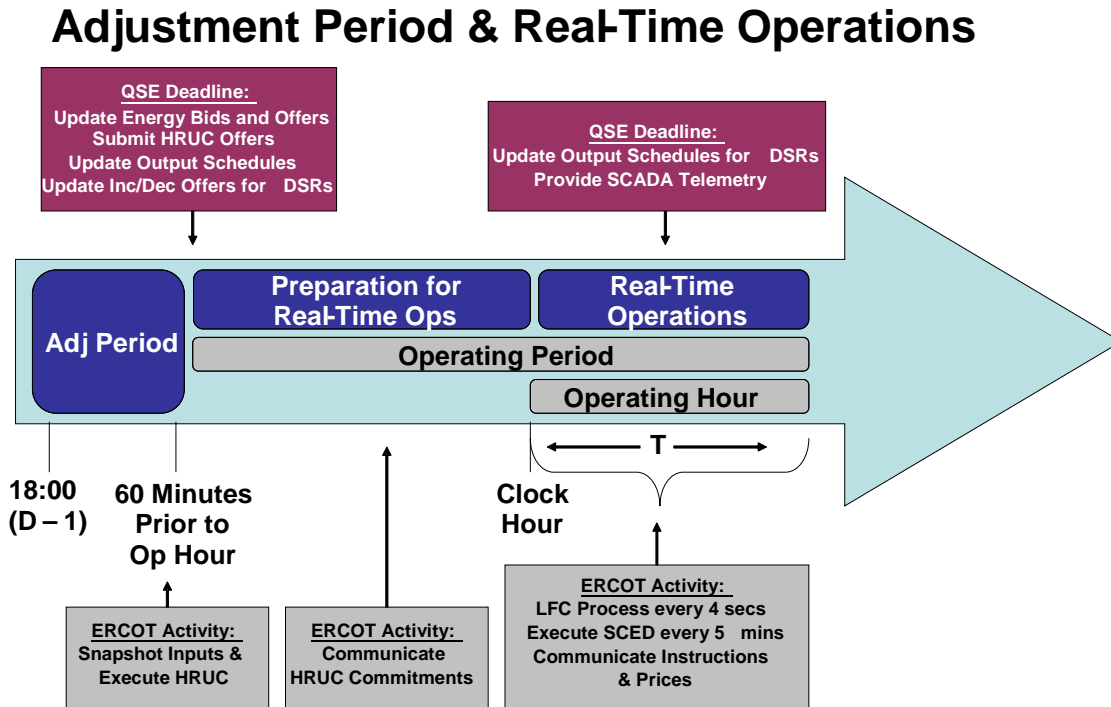 Adjustment Period & Real-Time Operations
QSE Deadline:
Update Energy Bids and Offers
Submit HRUC Offers
Update Output Schedules
Update Inc/Dec Offers for DSRs
QSE Deadline:
Update Output Schedules for DSRs
Provide SCADA Telemetry
Adj Period
Preparation for
Real-Time Ops
Real-Time
Operations
Operating Period
Operating Hour
T
18:00
(D – 1)
60 Minutes
Prior to
Op Hour
Clock
Hour
ERCOT Activity:
Snapshot Inputs &
Execute HRUC
ERCOT Activity:
Communicate
HRUC Commitments
ERCOT Activity:
LFC Process every 4 secs
Execute SCED every 5 mins
Communicate Instructions
& Prices